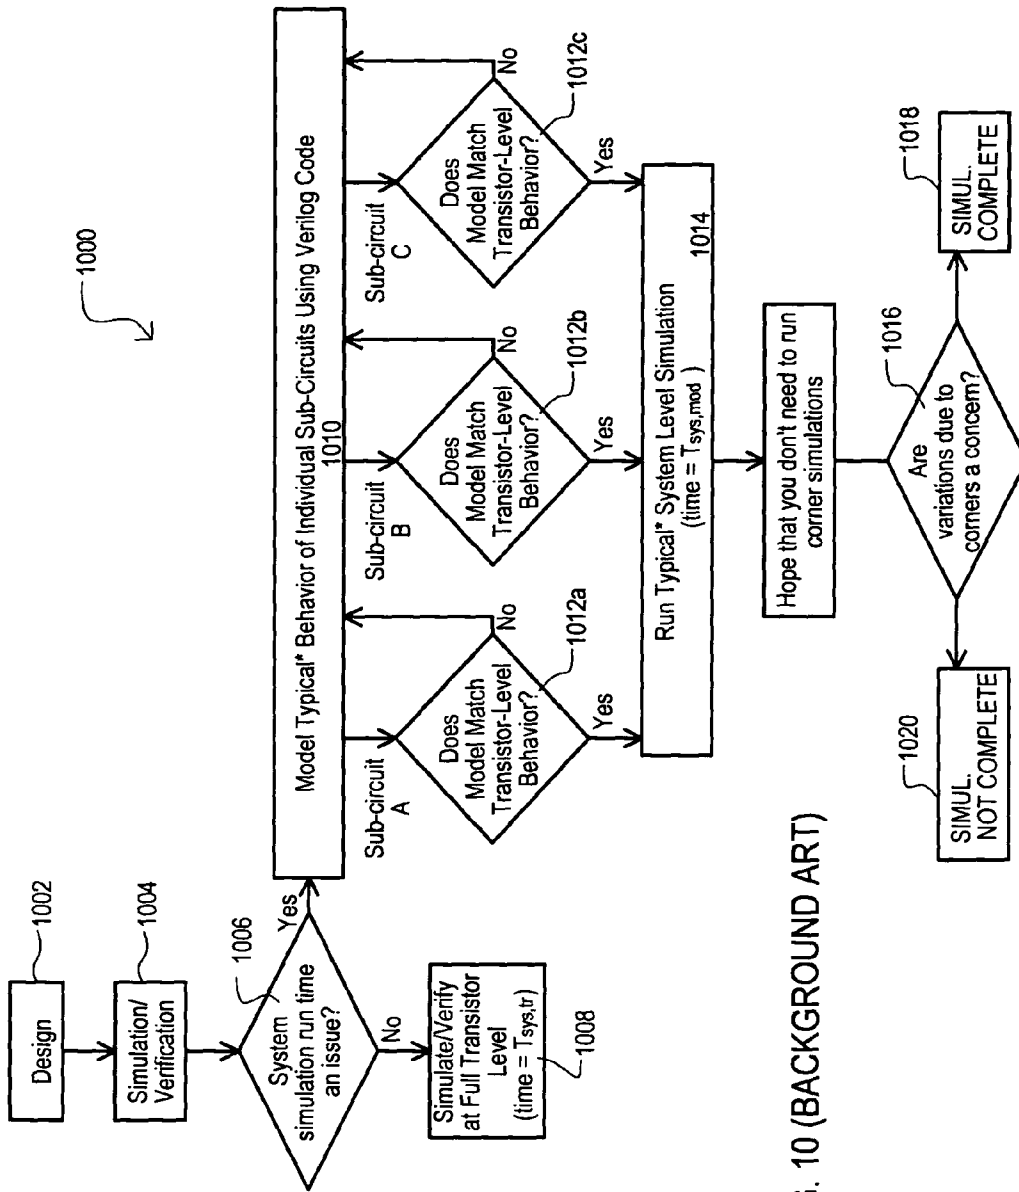 1000
Design
1002
Simulation/
Verification
1004
System
simulation run time
an issue?
1006
Yes
No
Simulate/Verify
at Full Transistor
Level
(time = Tsys,tr)
1008
Model Typical* Behavior of Individual Sub-Circuits Using Verilog Code
1010
Sub-circuit
A
Does
Model Match
Transistor-Level
Behavior?
1012a
No
Yes
Sub-circuit
B
Does
Model Match
Transistor-Level
Behavior?
1012b
No
Yes
Sub-circuit
C
Does
Model Match
Transistor-Level
Behavior?
1012c
No
Yes
Run Typical* System Level Simulation
(time = Tsys,mod )
1014
Hope that you don't need to run
corner simulations
Are
variations due to
corners a concern?
1016
SIMUL.
COMPLETE
1018
SIMUL.
NOT COMPLETE
1020
10 (BACKGROUND ART)